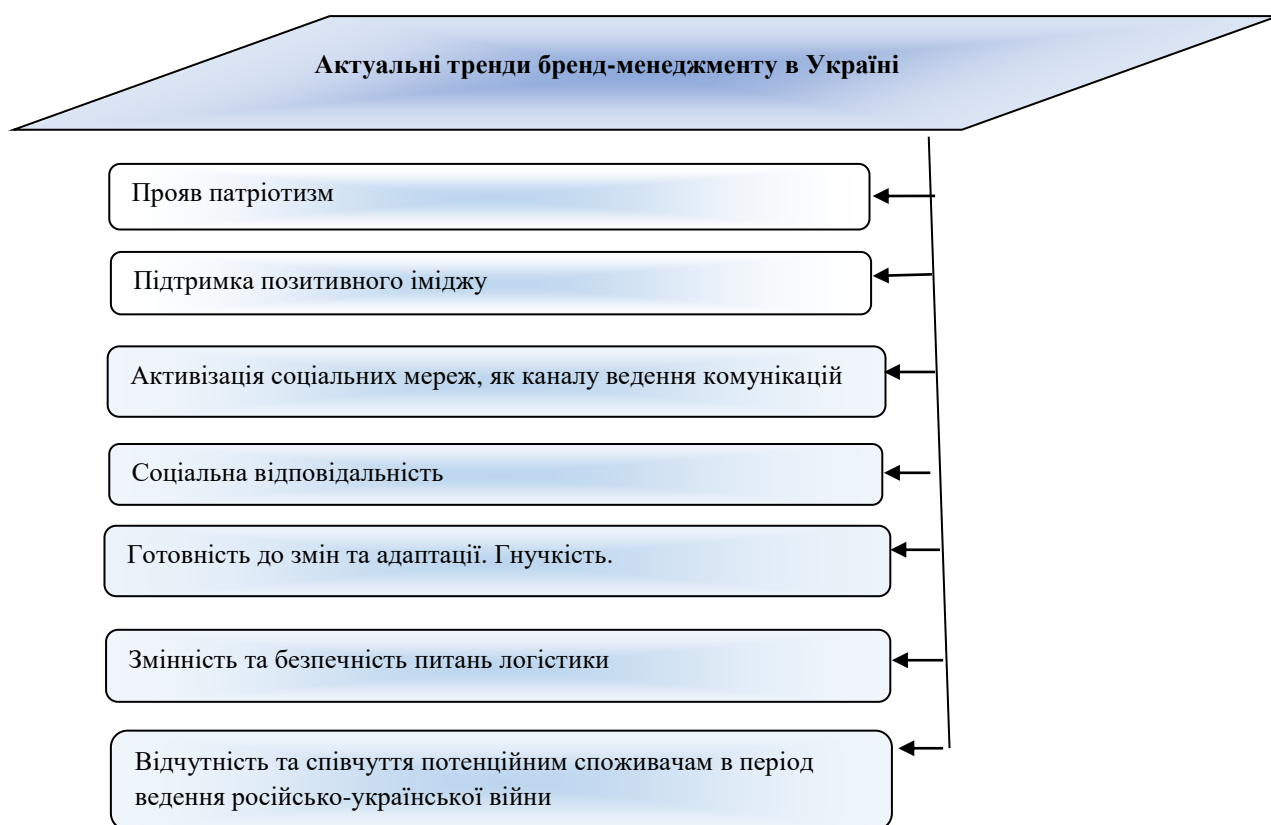 Актуальні тренди бренд-менеджменту в Україні
Прояв патріотизм
Підтримка позитивного іміджу
Активізація соціальних мереж, як каналу ведення комунікацій
Соціальна відповідальність
Готовність до змін та адаптації. Гнучкість.
Змінність та безпечність питань логістики
Відчутність та співчуття потенційним споживачам в період
ведення російсько-української війни